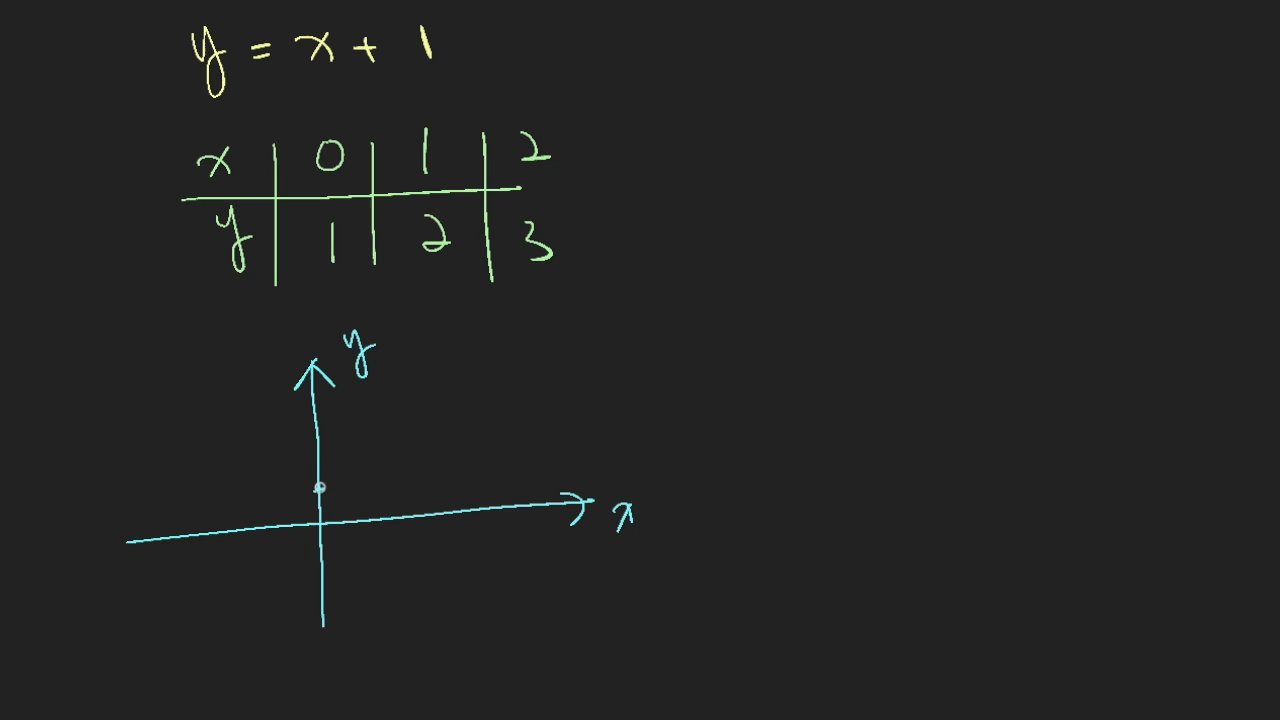 y = x + 1
x 0 1 2
y 1 2 3
y
x